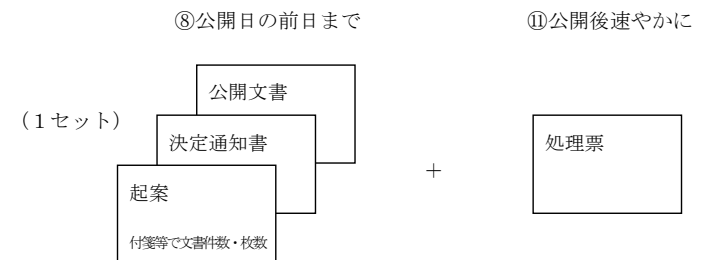 ⑧公開日の前日まで
⑪公開後速やかに
公開文書
(1セット)
決定通知書
処理票
+
起案
付箋等で文書件数・枚数